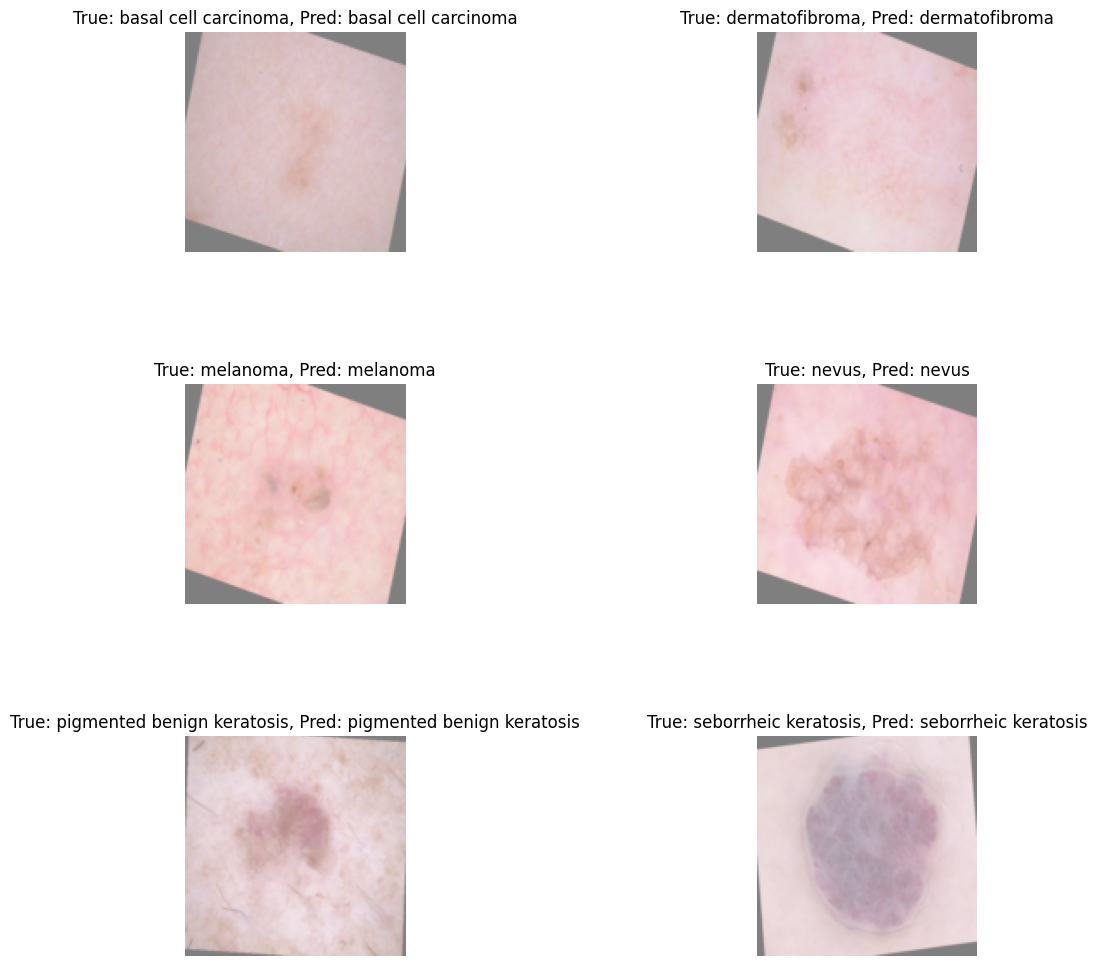 True: basal cell carcinoma, Pred: basal cell carcinoma
True: dermatofibroma, Pred: dermatofibroma
True: melanoma, Pred: melanoma
True: nevus, Pred: nevus
True: pigmented benign keratosis, Pred: pigmented benign keratosis
True: seborrheic keratosis, Pred: seborrheic keratosis